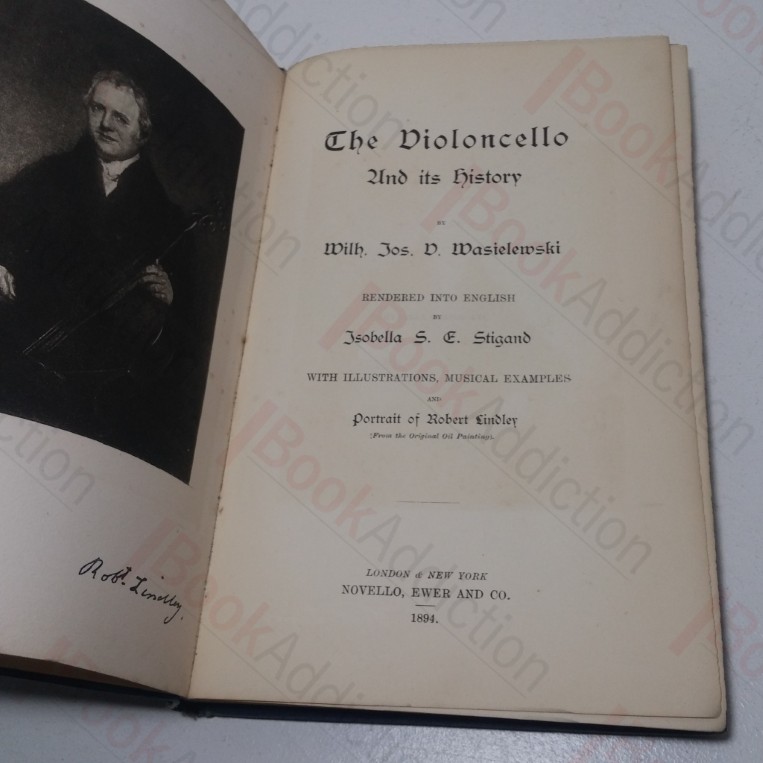 The Violoncello
And its History
BY
Wilh. Jos. V. Wasielewski
RENDERED INTO ENGLISH
BY
Isobella S. E. Stigand
WITH ILLUSTRATIONS, MUSICAL EXAMPLES
AND
Portrait of Robert Lindley
(From the Original Oil Painting).
LONDON & NEW YORK
NOVELLO, EWER AND CO.
1894.
Robt. Lindley.
BookAddiction